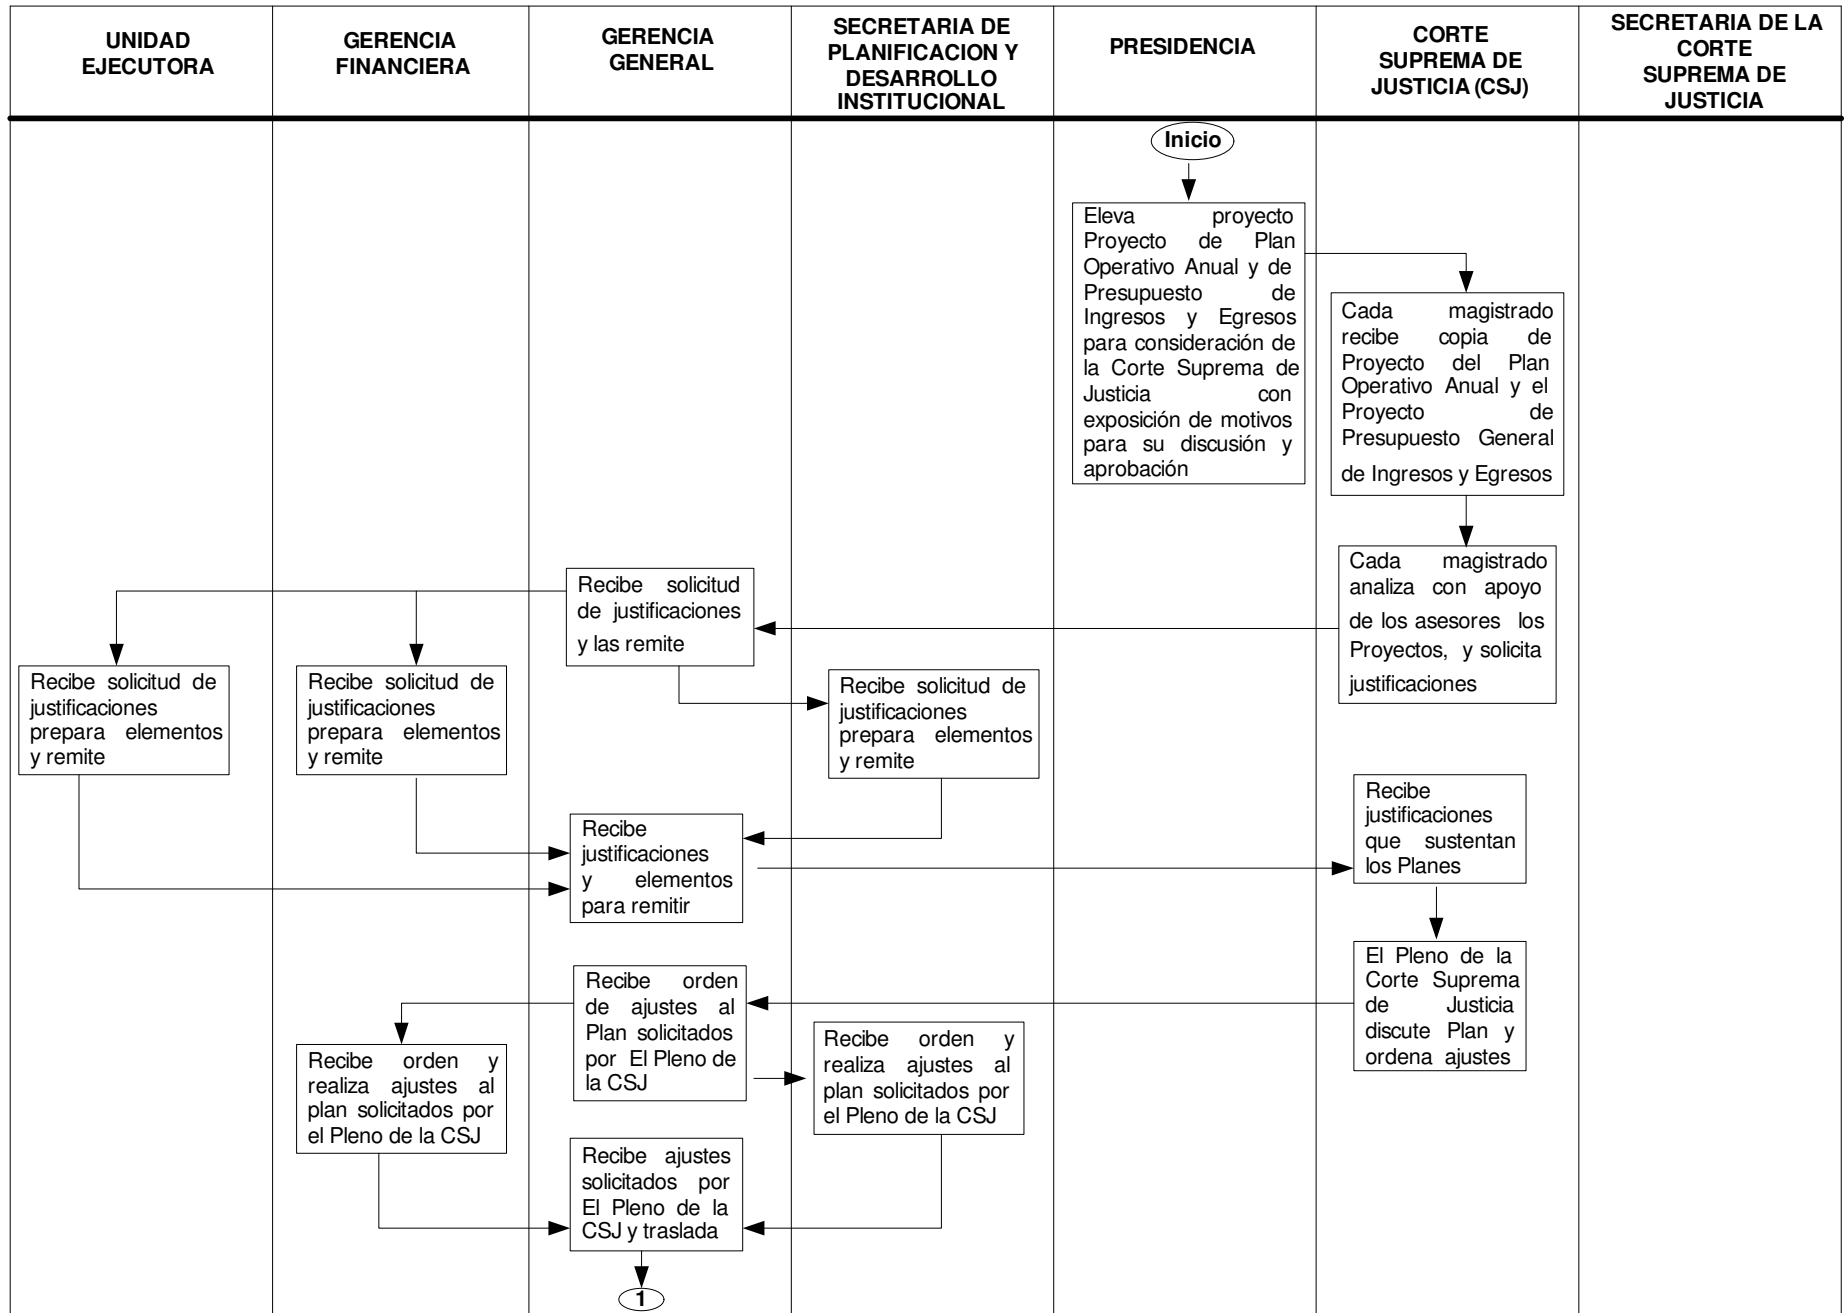 UNIDAD
EJECUTORA
GERENCIA
FINANCIERA
GERENCIA
GENERAL
SECRETARIA DE
PLANIFICACION Y
DESARROLLO
INSTITUCIONAL
PRESIDENCIA
CORTE
SUPREMA DE
JUSTICIA (CSJ)
SECRETARIA DE LA
CORTE
SUPREMA DE
JUSTICIA
Inicio
Eleva proyecto
Proyecto de Plan
Operativo Anual y de
Presupuesto de
Ingresos y Egresos
para consideración de
la Corte Suprema de
Justicia con
exposición de motivos
para su discusión y
aprobación
Cada magistrado
recibe copia de
Proyecto del Plan
Operativo Anual y el
Proyecto de
Presupuesto General
de Ingresos y Egresos
Cada magistrado
analiza con apoyo
de los asesores los
Proyectos, y solicita
justificaciones
Recibe solicitud
de justificaciones
y las remite
Recibe solicitud de
justificaciones
prepara elementos
y remite
Recibe solicitud de
justificaciones
prepara elementos
y remite
Recibe solicitud de
justificaciones
prepara elementos
y remite
Recibe
justificaciones
y elementos
para remitir
Recibe
justificaciones
que sustentan
los Planes
El Pleno de la
Corte Suprema
de Justicia
discute Plan y
ordena ajustes
Recibe orden
de ajustes al
Plan solicitados
por El Pleno de
la CSJ
Recibe orden y
realiza ajustes al
plan solicitados por
el Pleno de la CSJ
Recibe orden y
realiza ajustes al
plan solicitados por
el Pleno de la CSJ
Recibe ajustes
solicitados por
El Pleno de la
CSJ y traslada
1